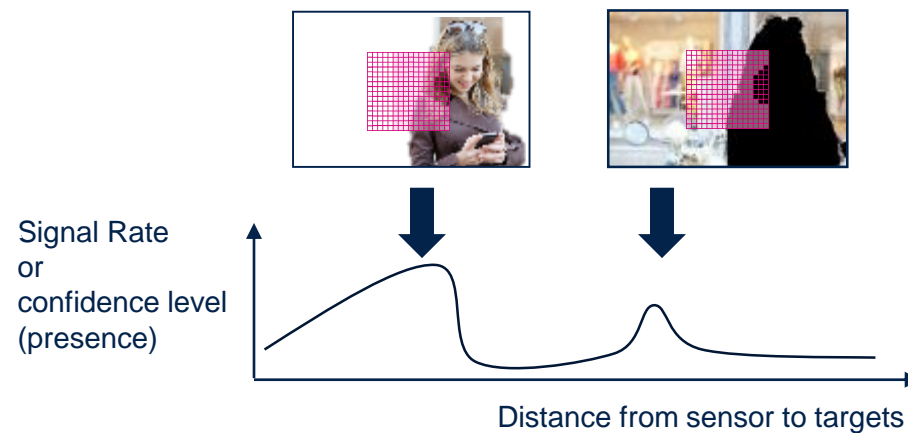 Signal Rate
or
confidence level
(presence)
Distance from sensor to targets